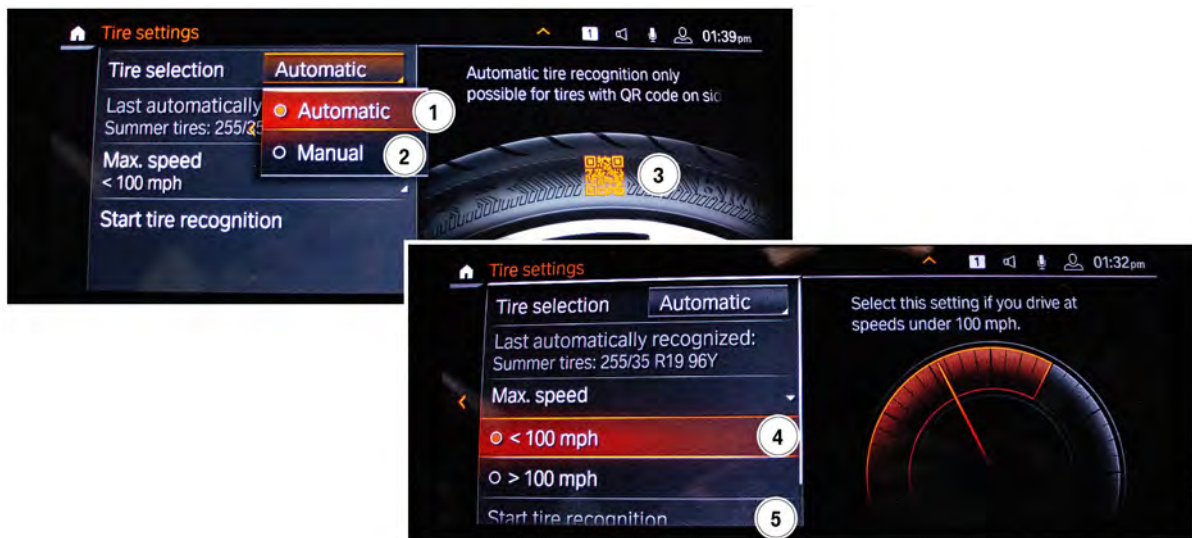 Tire settings
1
01:39pm
Tire selection
Automatic
Automatic
1
Manual
2
Last automatically
Summer tires: 255/35
Max. speed
< 100 mph
Start tire recognition
Automatic tire recognition only
possible for tires with QR code on
3
Tire settings
1
01:32pm
Tire selection
Automatic
Last automatically recognized:
Summer tires: 255/35 R19 96Y
Max. speed
< 100 mph
4
> 100 mph
Start tire recognition
5
Select this setting if you drive at
speeds under 100 mph.